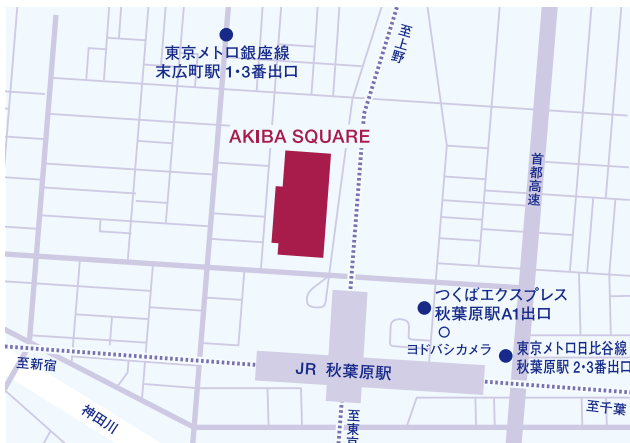 東京メトロ銀座線
末広町駅 1・3番出口
至上野
AKIBA SQUARE
首都高速
つくばエクスプレス
秋葉原駅A1出口
ヨドバシカメラ
東京メトロ日比谷線
秋葉原駅 2・3番出口
至新宿
JR 秋葉原駅
至千葉
神田川
至東京